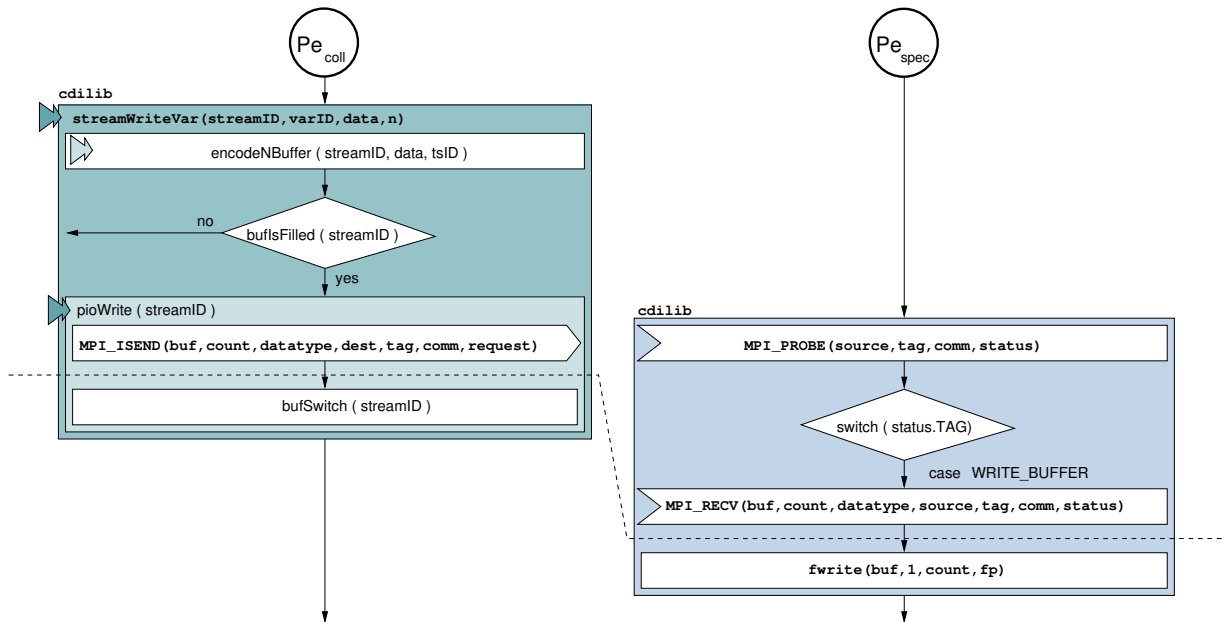 Pe coll
cdilib
streamWriteVar(streamID,varID,data,n)
encodeNBuffer ( streamID, data, tsID )
no
bufIsFilled ( streamID )
yes
pioWrite ( streamID )
MPI_ISEND(buf,count,datatype,dest,tag,comm,request)
bufSwitch ( streamID )
Pe spec
cdilib
MPI_PROBE(source,tag,comm,status)
switch ( status.TAG)
case WRITE_BUFFER
MPI_RECV(buf,count,datatype,source,tag,comm,status)
fwrite(buf,1,count,fp)